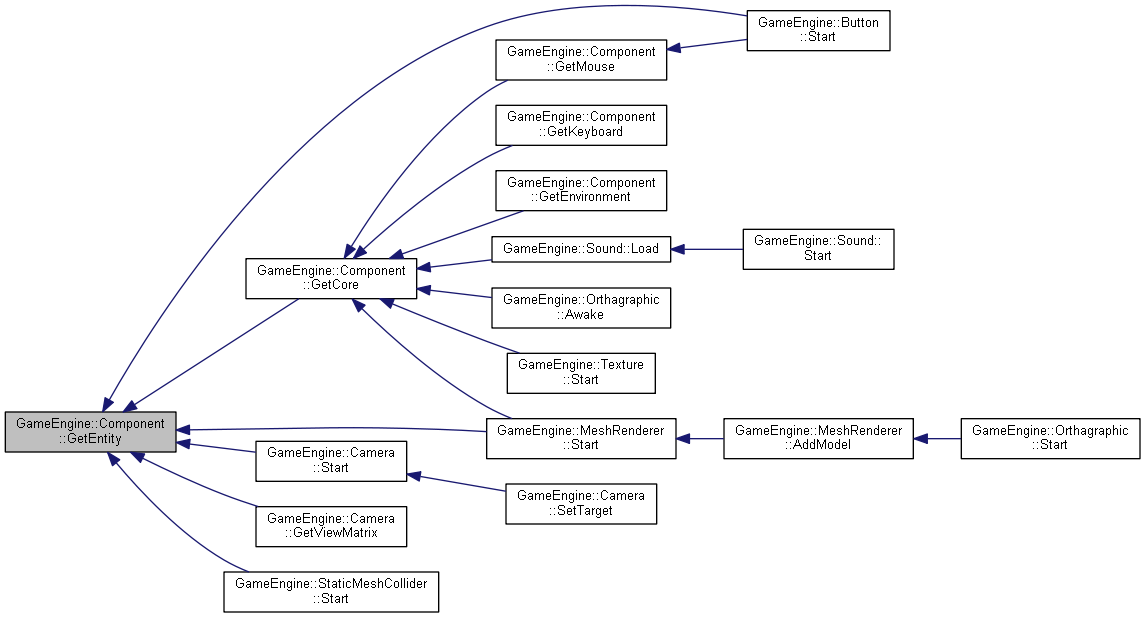 GameEngine::Button
::Start
GameEngine::Component
::GetMouse
GameEngine::Component
::GetKeyboard
GameEngine::Component
::GetEnvironment
GameEngine::Sound::Load
GameEngine::Sound::
Start
GameEngine::Component
::GetCore
GameEngine::Orthagraphic
::Awake
GameEngine::Texture
::Start
GameEngine::Component
::GetEntity
GameEngine::MeshRenderer
::Start
GameEngine::MeshRenderer
::AddModel
GameEngine::Orthagraphic
::Start
GameEngine::Camera
::Start
GameEngine::Camera
::SetTarget
GameEngine::Camera
::GetViewMatrix
GameEngine::StaticMeshCollider
::Start